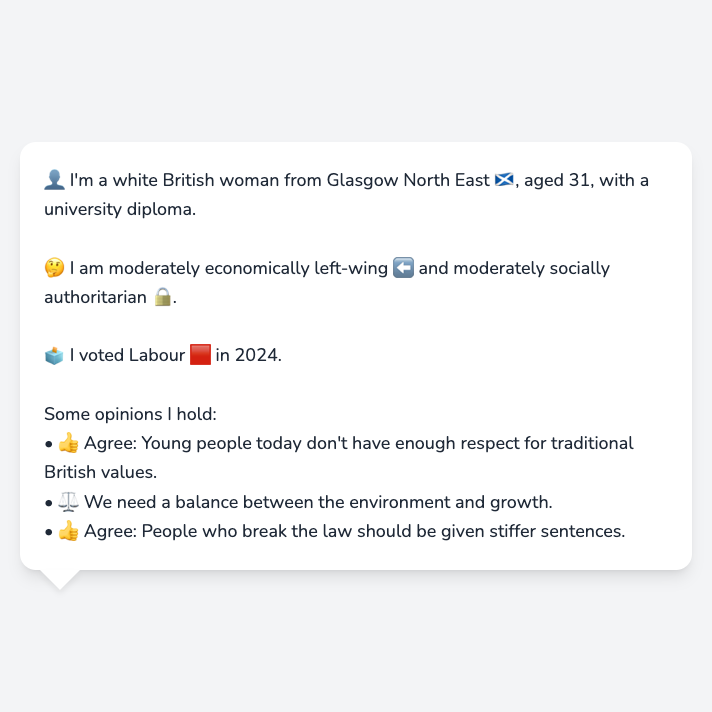 👤 I'm a white British woman from Glasgow North East 🏴󠁧󠁢󠁳󠁣󠁴󠁿, aged 31, with a
university diploma.
🤔 I am moderately economically left-wing ⬅️ and moderately socially
authoritarian 🔒.
🗳️ I voted Labour 🟥 in 2024.
Some opinions I hold:
• 👍 Agree: Young people today don't have enough respect for traditional
British values.
• ⚖️ We need a balance between the environment and growth.
• 👍 Agree: People who break the law should be given stiffer sentences.